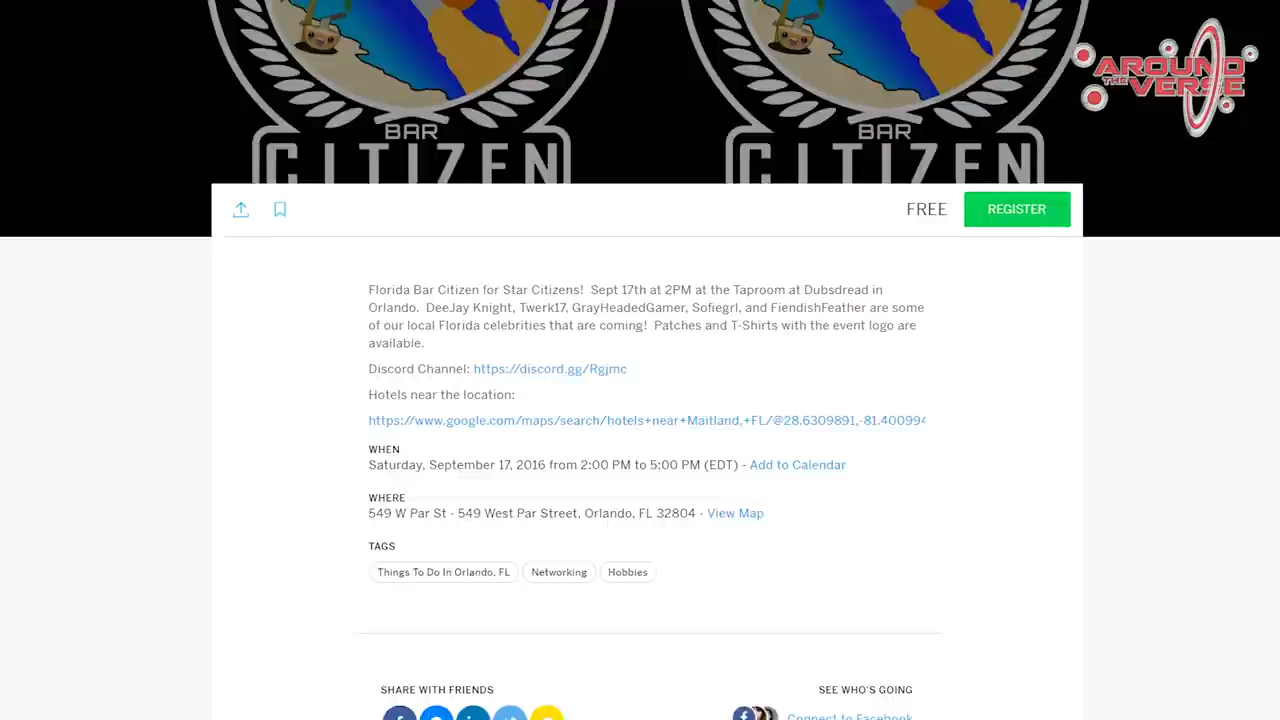 AROUND
THE VERSE
BAR
CITIZEN
BAR
CITIZEN
FREE
REGISTER
Florida Bar Citizen for Star Citizens!  Sept 17th at 2PM at the Taproom at Dubsdread in
Orlando.  DeeJay Knight, Twerk17, GrayHeadedGamer, Sofiegrl, and FiendishFeather are some
of our local Florida celebrities that are coming!  Patches and T-Shirts with the event logo are
available.
Discord Channel: https://discord.gg/Rgjmc
Hotels near the location:
https://www.google.com/maps/search/hotels+near+Maitland,+FL/@28.6309891,-81.400994
WHEN
Saturday, September 17, 2016 from 2:00 PM to 5:00 PM (EDT) - Add to Calendar
WHERE
549 W Par St - 549 West Par Street, Orlando, FL 32804 - View Map
TAGS
Things To Do In Orlando, FL
Networking
Hobbies
SHARE WITH FRIENDS
SEE WHO'S GOING
Connect to Facebook